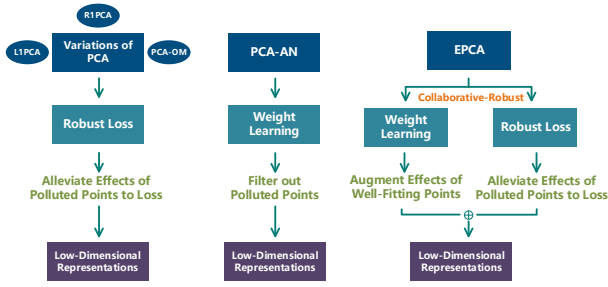 R1PCA
L1PCA
Variations of
PCA
PCA-OM
Robust Loss
Alleviate Effects of
Polluted Points to Loss
Low-Dimensional
Representations
PCA-AN
Weight
Learning
Filter out
Polluted Points
Low-Dimensional
Representations
EPCA
Collaborative-Robust
Weight
Learning
Robust Loss
Augment Effects of
Well-Fitting Points
Alleviate Effects of
Polluted Points to Loss
Low-Dimensional
Representations